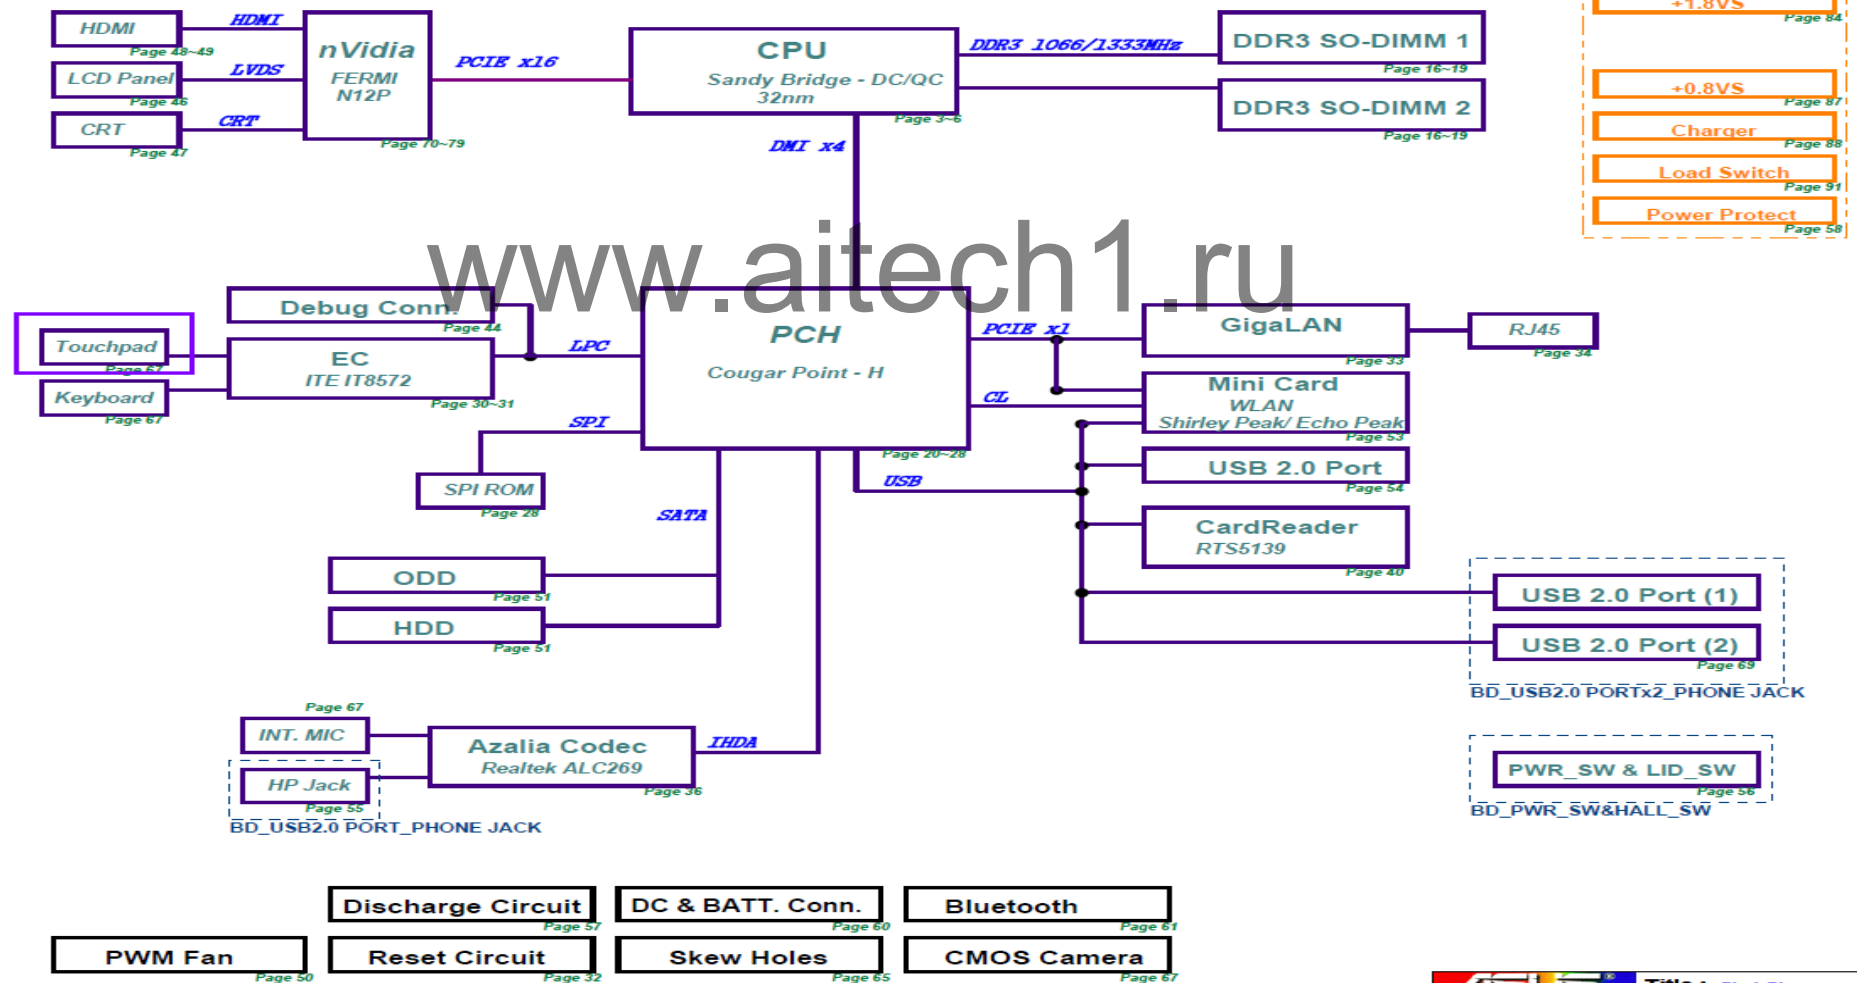 HDMI
Page 48~49
HDMI
LCD Panel
Page 46
LVDS
CRT
Page 47
CRT
nVidia
FERMI
N12P
Page 70~79
PCIE x16
CPU
Sandy Bridge - DC/QC
32nm
Page 3~6
DDR3 1066/1333MHz
DDR3 SO-DIMM 1
Page 16~19
DDR3 SO-DIMM 2
Page 16~19
+1.8VS
Page 84
+0.8VS
Page 87
Charger
Page 88
Load Switch
Page 91
Power Protect
Page 58
DMI x4
www.aitech1.ru
Debug Conn.
Page 44
Touchpad
Page 67
Keyboard
Page 67
EC
ITE IT8572
Page 30~31
LPC
SPI
SPI ROM
Page 28
PCH
Cougar Point - H
Page 20~28
PCIE x1
GigaLAN
Page 33
RJ45
Page 34
CL
Mini Card
WLAN
Shirley Peak/ Echo Peak
Page 53
USB
USB 2.0 Port
Page 54
CardReader
RTS5139
Page 40
SATA
ODD
Page 51
HDD
Page 51
USB 2.0 Port (1)
USB 2.0 Port (2)
Page 69
BD_USB2.0 PORTx2_PHONE JACK
Page 67
INT. MIC
HP Jack
Page 55
BD_USB2.0 PORT_PHONE JACK
Azalia Codec
Realtek ALC269
Page 36
IHDA
PWR_SW & LID_SW
Page 56
BD_PWR_SW&HALL_SW
Discharge Circuit
Page 57
DC & BATT. Conn.
Page 60
Bluetooth
Page 61
PWM Fan
Page 50
Reset Circuit
Page 32
Skew Holes
Page 65
CMOS Camera
Page 67
Title :